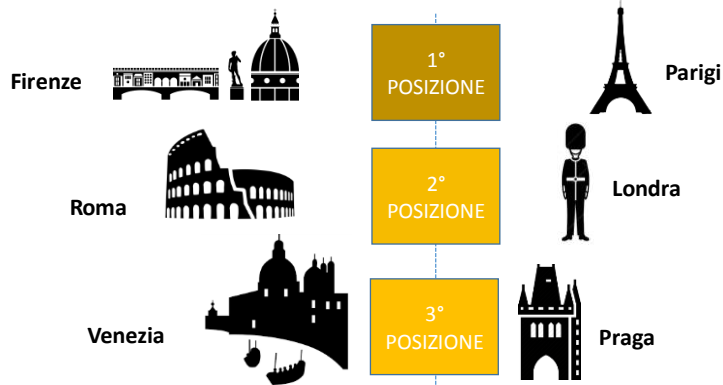 Firenze
1°
POSIZIONE
Parigi
Roma
2°
POSIZIONE
Londra
Venezia
3°
POSIZIONE
Praga